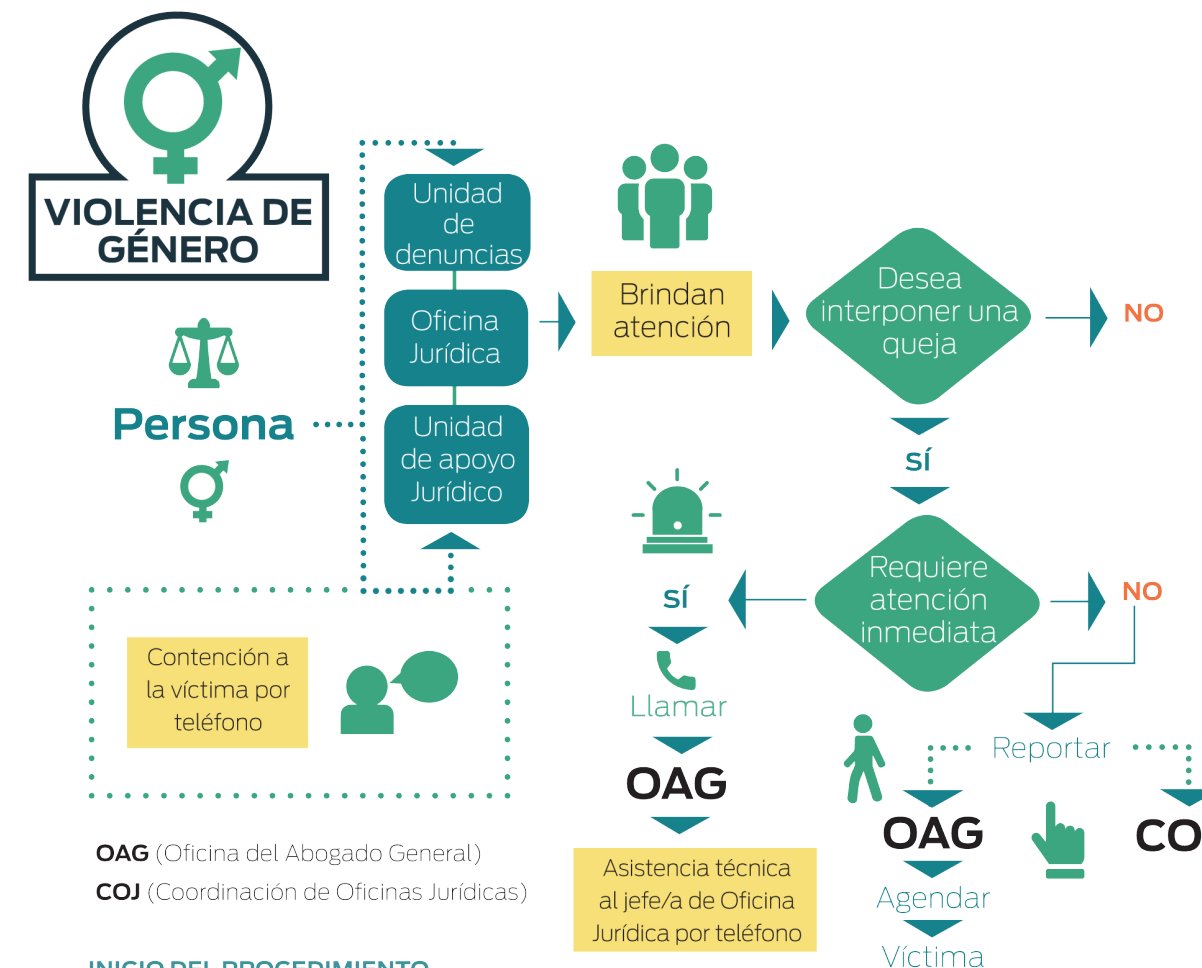 VIOLENCIA DE
GÉNERO
Persona
Unidad
de
denuncias
Oficina
Jurídica
Unidad
de apoyo
Jurídico
Brindan
atención
Desea
interponer una
queja
NO
SÍ
Requiere
atención
inmediata
NO
SÍ
Llamar
OAG
Asistencia técnica
al jefe/a de Oficina
Jurídica por teléfono
Reportar
OAG
CO
Agendar
Víctima
Contención a
la víctima por
teléfono
OAG (Oficina del Abogado General)
COJ (Coordinación de Oficinas Jurídicas)
INICIO DEL PROCEDIMIENTO